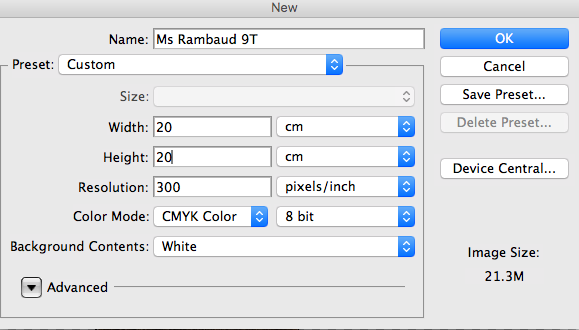 New
Name: Ms Rambaud 9T
OK
Preset: Custom
Cancel
Size:
Save Preset...
Width: 20 cm
Delete Preset...
Height: 20 cm
Resolution: 300 pixels/inch
Device Central...
Color Mode: CMYK Color 8 bit
Background Contents: White
Image Size:
21.3M
Advanced